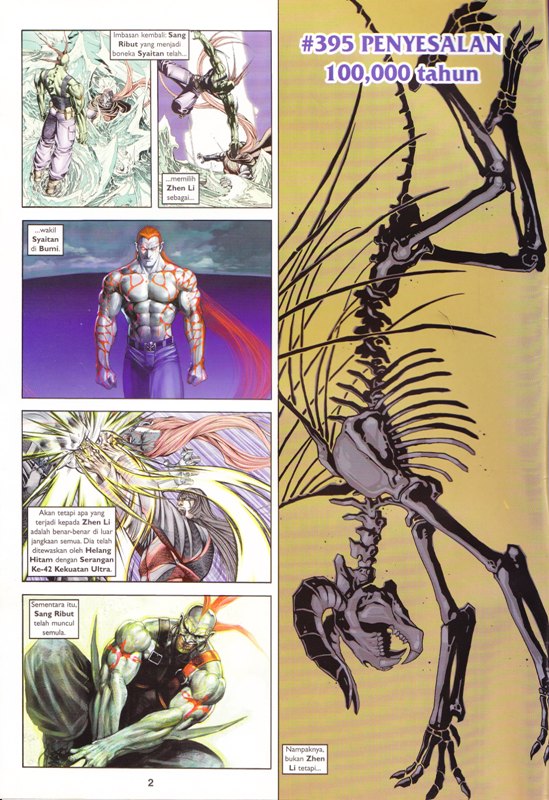 Imbasan kembali: Sang
Ribut yang menjadi
boneka Syaitan telah...
...memilih
Zhen Li
sebagai...
...wakil
Syaitan
di Bumi.
Akan tetapi apa yang
terjadi kepada Zhen Li
adalah benar-benar di luar
jangkaan semua. Dia telah
ditewaskan oleh Helang
Hitam dengan Serangan
Ke-42 Kekuatan Ultra.
Sementara itu,
Sang Ribut
telah muncul
semula.
2
#395 PENYESALAN
100,000 tahun
Nampaknya,
bukan Zhen
Li tetapi...